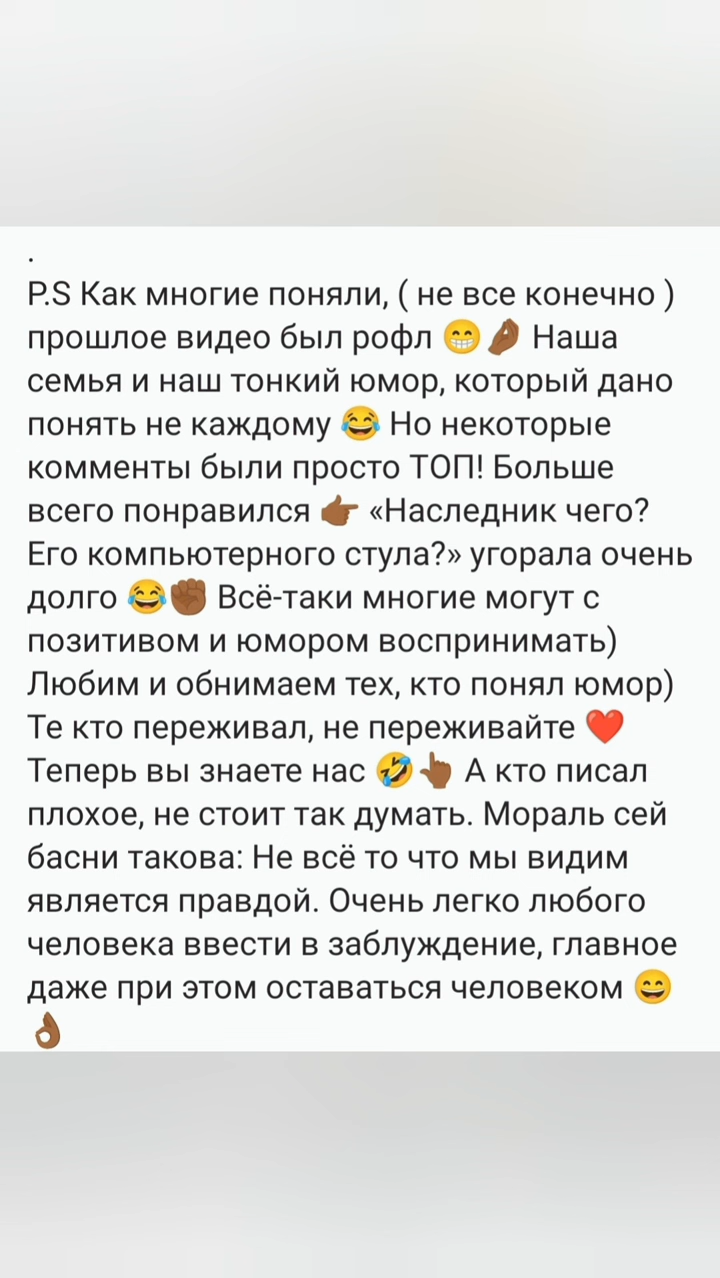 .
P.S Как многие поняли, ( не все конечно )
прошлое видео был рофл 😁🤌🏾 Наша
семья и наш тонкий юмор, который дано
понять не каждому 😂 Но некоторые
комменты были просто ТОП! Больше
всего понравился 👉🏾 «Наследник чего?
Его компьютерного стула?» угорала очень
долго 😂✊🏾 Всё-таки многие могут с
позитивом и юмором воспринимать)
Любим и обнимаем тех, кто понял юмор)
Те кто переживал, не переживайте ❤️
Теперь вы знаете нас 🤣👆🏾 А кто писал
плохое, не стоит так думать. Мораль сей
басни такова: Не всё то что мы видим
является правдой. Очень легко любого
человека ввести в заблуждение, главное
даже при этом оставаться человеком 😄
👌🏾